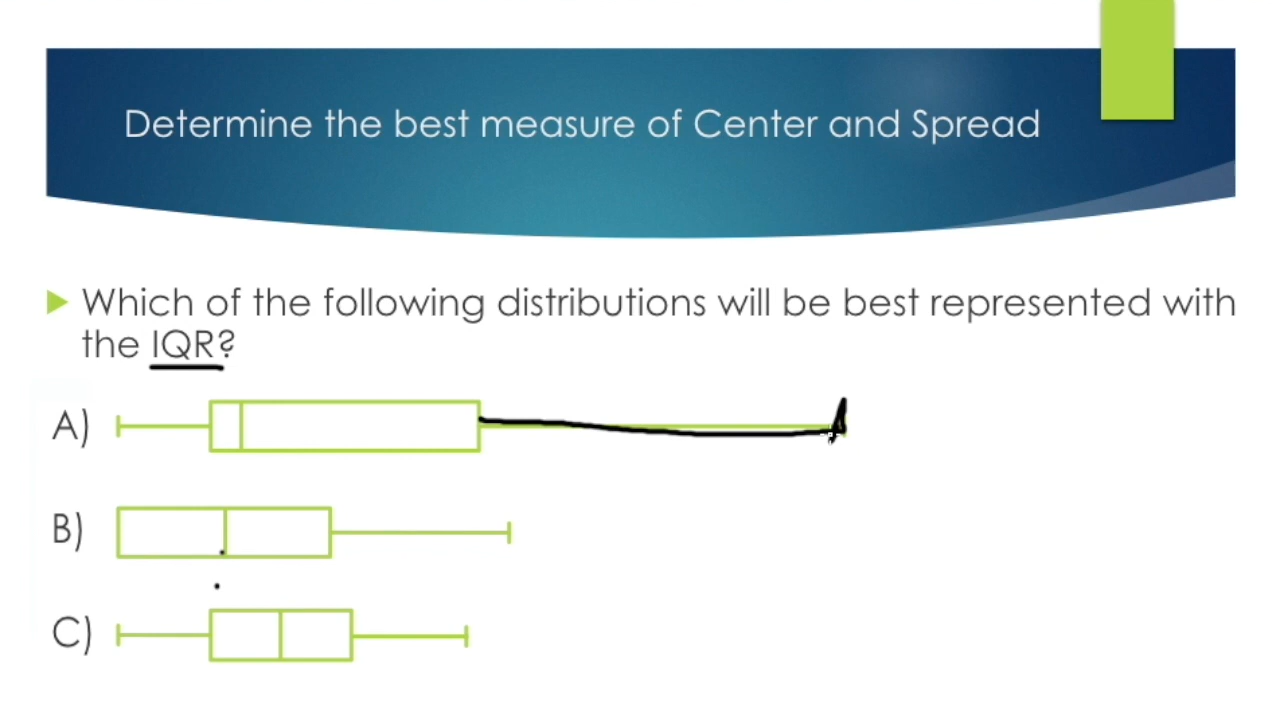 Determine the best measure of Center and Spread
Which of the following distributions will be best represented with
the IQR?
A)
B)
C)